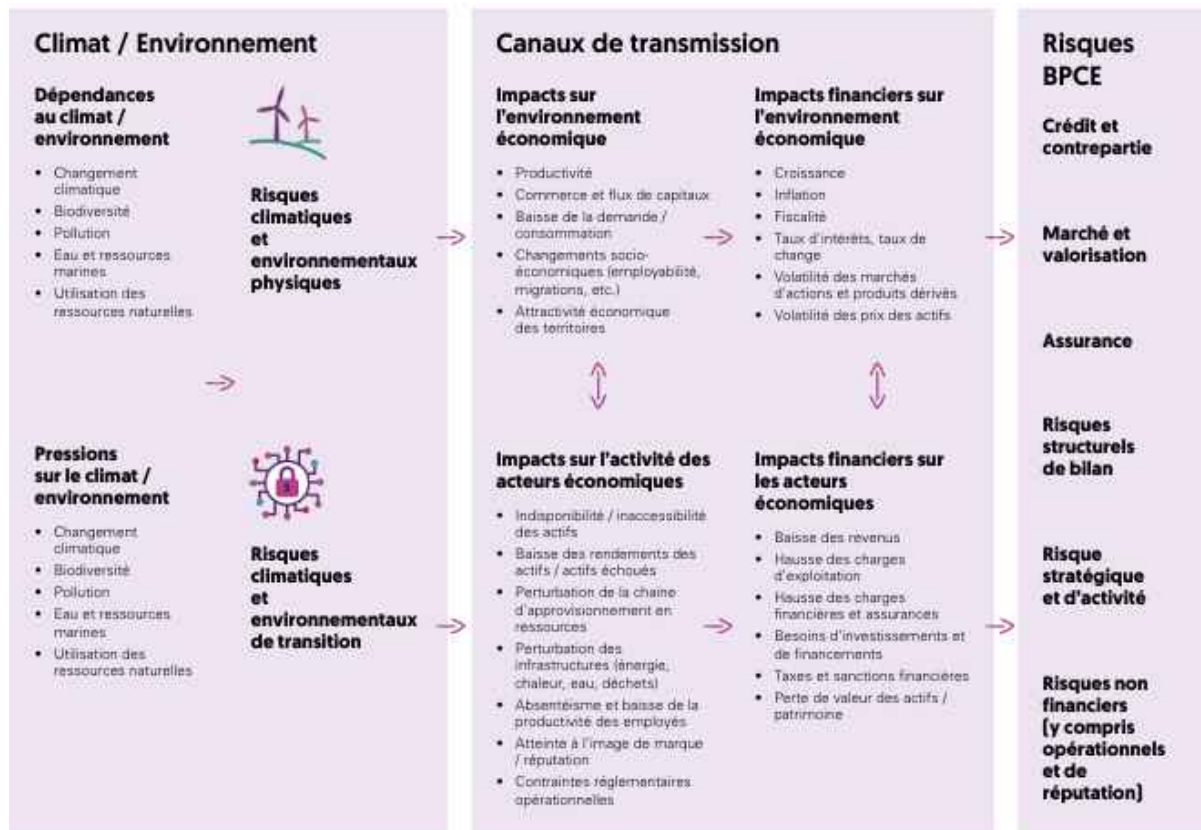 Climat / Environnement
Dépendances
au climat /
environnement
• Changement
climatique
• Biodiversité
• Pollution
• Eau et ressources
marines
• Utilisation des
ressources naturelles
Risques
climatiques
et
environnementaux
physiques
Pressions
sur le climat /
environnement
• Changement
climatique
• Biodiversité
• Pollution
• Eau et ressources
marines
• Utilisation des
ressources naturelles
Risques
climatiques
et
environnementaux
de transition
Canaux de transmission
Impacts sur
l'environnement
économique
• Productivité
• Commerce et flux de capitaux
• Baisse de la demande /
consommation
• Changements socio-
économiques (employabilité,
migrations, etc.)
• Attractivité économique
des territoires
Impacts financiers sur
l'environnement
économique
• Croissance
• Inflation
• Fiscalité
• Taux d'intérêts, taux de
change
• Volatilité des marchés
d'actions et produits dérivés
• Volatilité des prix des actifs
Impacts sur l'activité des
acteurs économiques
• Indisponibilité / inaccessibilité
des actifs
• Baisse des rendements des
actifs / actifs échoués
• Perturbation de la chaine
d'approvisionnement en
ressources
• Perturbation des
infrastructures (énergie,
chaleur, eau, déchets)
• Absentéisme et baisse de la
productivité des employés
• Atteinte à l'image de marque
/ réputation
• Contraintes réglementaires
opérationnelles
Impacts financiers sur
les acteurs
économiques
• Baisse des revenus
• Hausse des charges
d'exploitation
• Hausse des charges
financières et assurances
• Besoins d'investissements et
de financements
• Taxes et sanctions financières
• Perte de valeur des actifs /
patrimoine
Risques
BPCE
Crédit et
contrepartie
Marché et
valorisation
Assurance
Risques
structurels
de bilan
Risque
stratégique
et d'activité
Risques non
financiers
(y compris
opérationnels
et de
réputation)